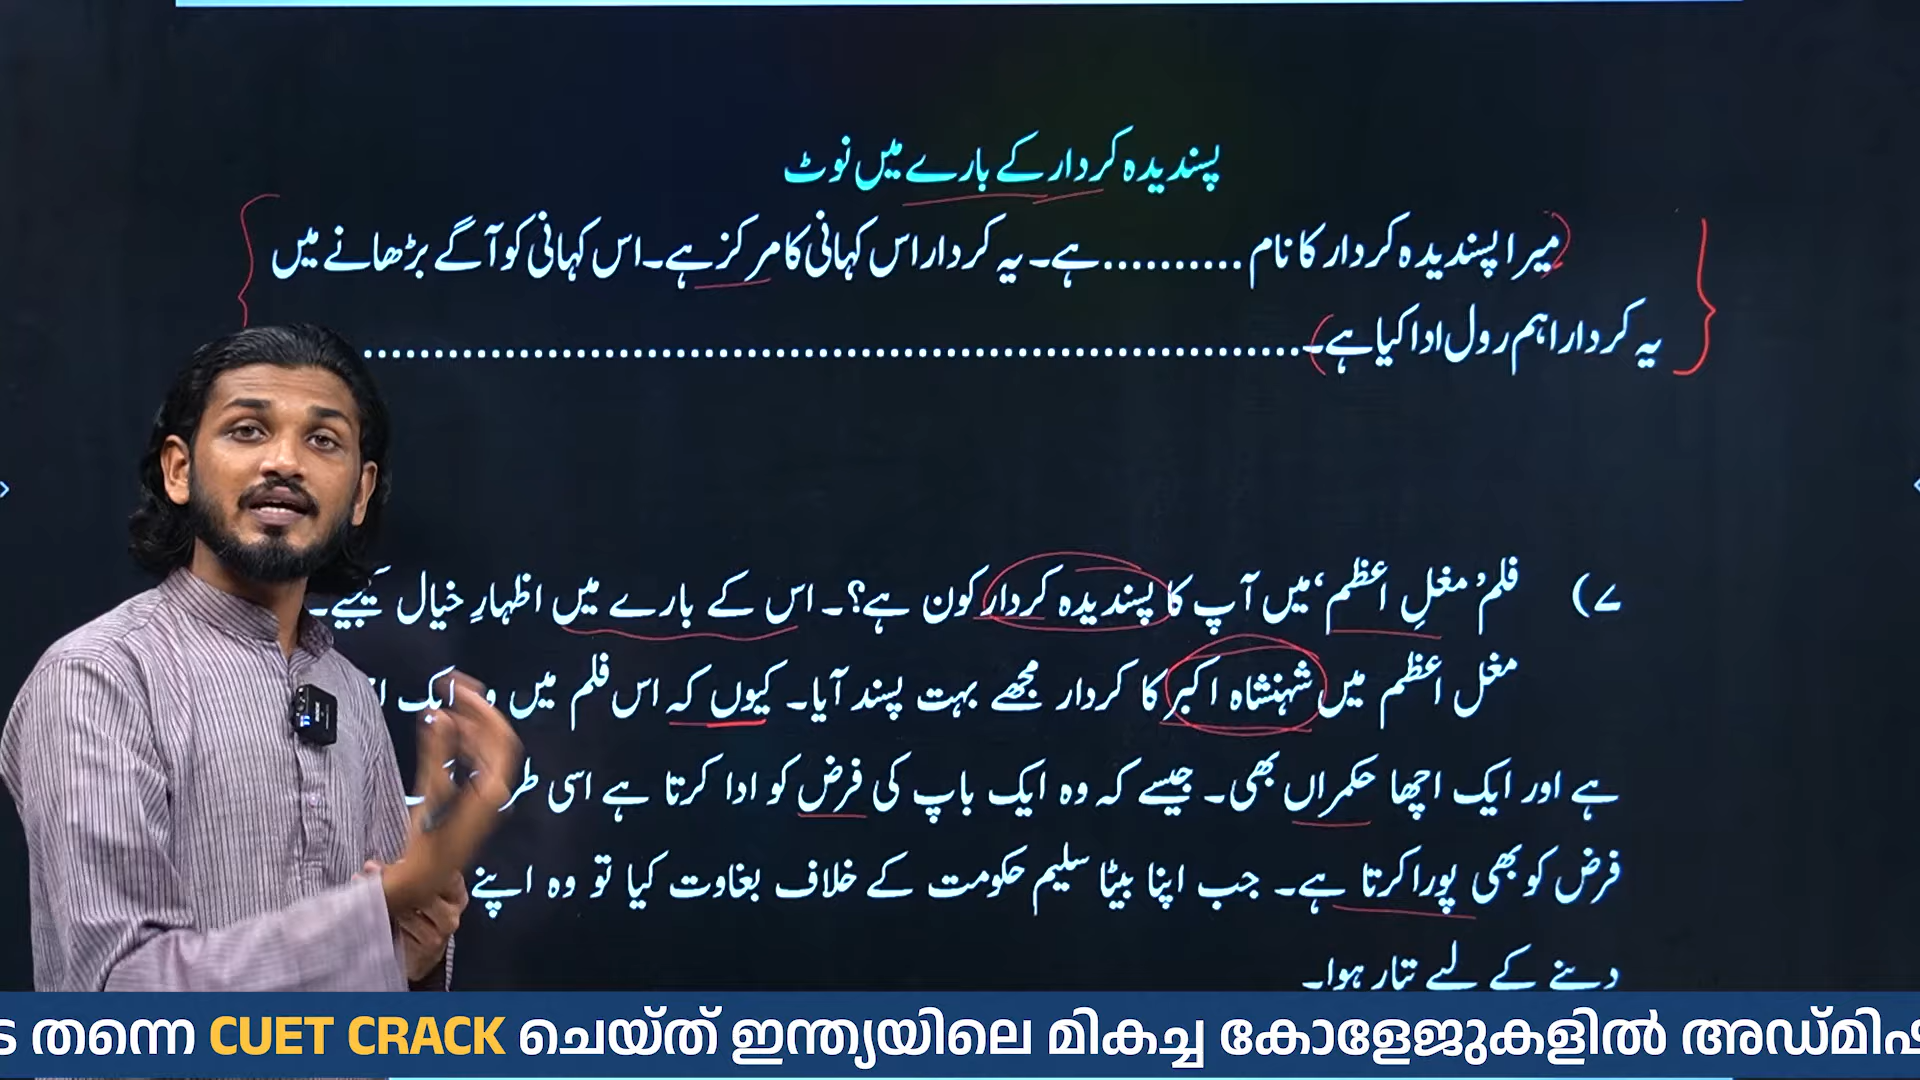 پسندیدہ کردار کے بارے میں نوٹ
میرا پسندیدہ کردار کا نام .......... ہے۔ یہ کردار اس کہانی کا مرکز ہے۔ اس کہانی کو آگے بڑھانے میں
یہ کردار اہم رول ادا کیا ہے۔..................................................................
۷) فلم ’مغلِ اعظم‘ میں آپ کا پسندیدہ کردار کون ہے؟۔ اس کے بارے میں اظہارِ خیال کیجیے۔
مغل اعظم میں شہنشاہ اکبر کا کردار مجھے بہت پسند آیا۔ کیوں کہ اس فلم میں وہ ایک
ہے اور ایک اچھا حکمراں بھی۔ جیسے کہ وہ ایک باپ کی فرض کو ادا کرتا ہے اسی
فرض کو بھی پورا کرتا ہے۔ جب اپنا بیٹا سلیم حکومت کے خلاف بغاوت کیا تو وہ اپنے
دینے کے لیے تیار ہوا۔
തന്നെ CUET CRACK ചെയ്ത് ഇന്ത്യയിലെ മികച്ച കോളേജുകളിൽ